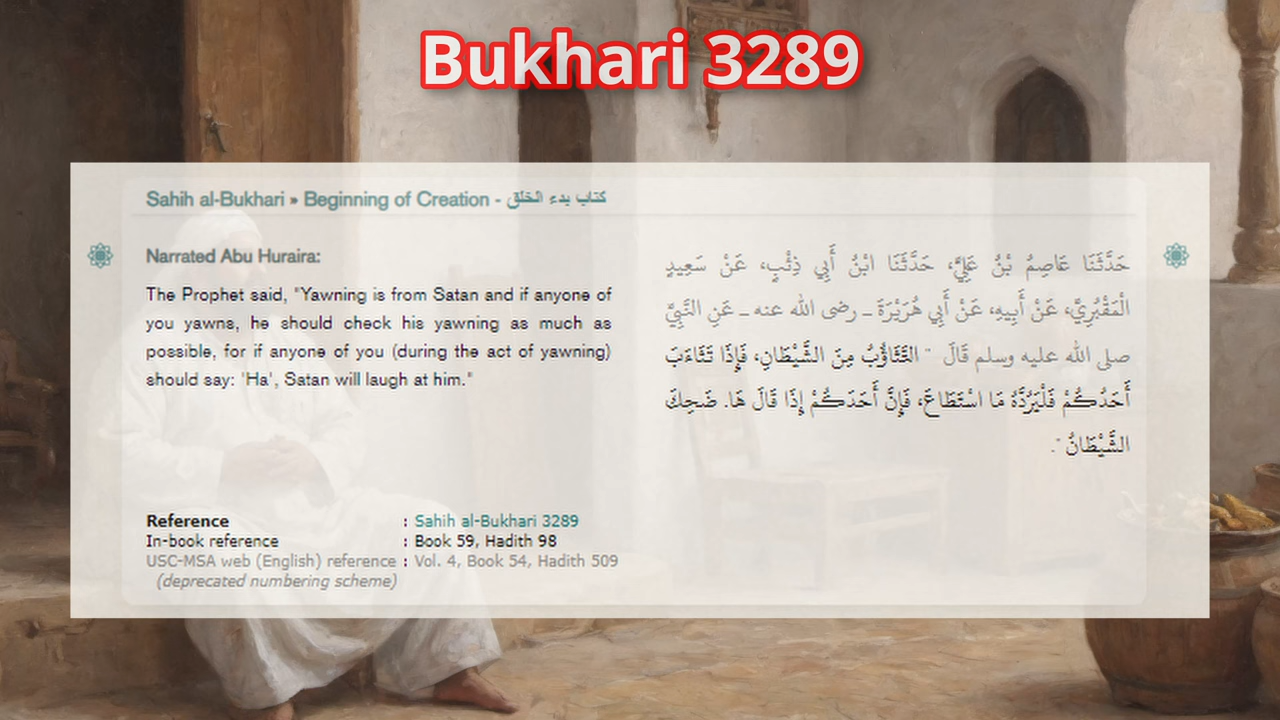 Bukhari 3289
Sahih al-Bukhari » Beginning of Creation - كتاب بدء الخلق
Narrated Abu Huraira:
The Prophet said, "Yawning is from Satan and if anyone of
you yawns, he should check his yawning as much as
possible, for if anyone of you (during the act of yawning)
should say: 'Ha', Satan will laugh at him."
حَدَّثَنَا عَاصِمُ بْنُ عَلِيٍّ، حَدَّثَنَا ابْنُ أَبِي ذِئْبٍ، عَنْ سَعِيدٍ
الْمَقْبُرِيِّ، عَنْ أَبِيهِ، عَنْ أَبِي هُرَيْرَةَ ـ رضى الله عنه ـ عَنِ النَّبِيِّ
صلى الله عليه وسلم قَالَ " التَّثَاؤُبُ مِنَ الشَّيْطَانِ، فَإِذَا تَثَاءَبَ
أَحَدُكُمْ فَلْيَرُدَّهُ مَا اسْتَطَاعَ، فَإِنَّ أَحَدَكُمْ إِذَا قَالَ هَا. ضَحِكَ
الشَّيْطَانُ ".
Reference : Sahih al-Bukhari 3289
In-book reference : Book 59, Hadith 98
USC-MSA web (English) reference : Vol. 4, Book 54, Hadith 509
(deprecated numbering scheme)